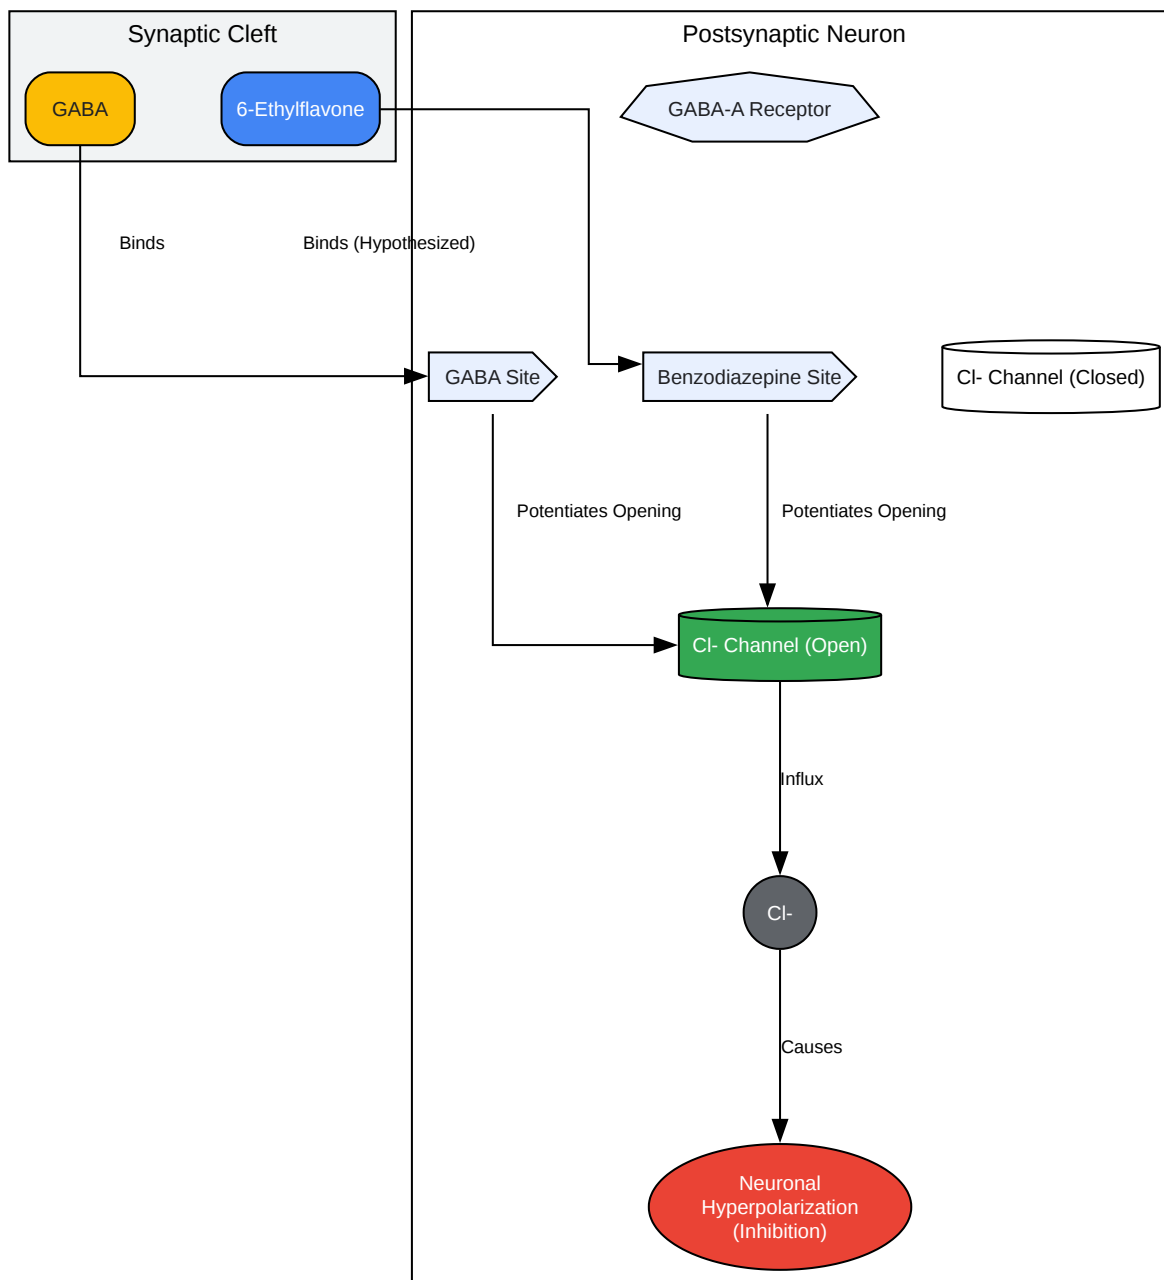 Synaptic Cleft
Postsynaptic Neuron
GABA
6-Ethylflavone
GABA-A Receptor
Binds
Binds (Hypothesized)
GABA Site
Benzodiazepine Site
Cl- Channel (Closed)
Potentiates Opening
Potentiates Opening
Cl- Channel (Open)
Influx
Cl-
Causes
Neuronal
Hyperpolarization
(Inhibition)